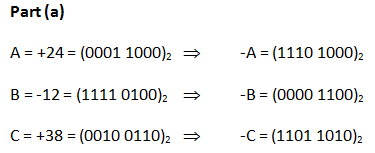 Part (a)
A = +24 = (0001 1000)₂ ⇒ -A = (1110 1000)₂
B = -12 = (1111 0100)₂ ⇒ -B = (0000 1100)₂
C = +38 = (0010 0110)₂ ⇒ -C = (1101 1010)₂